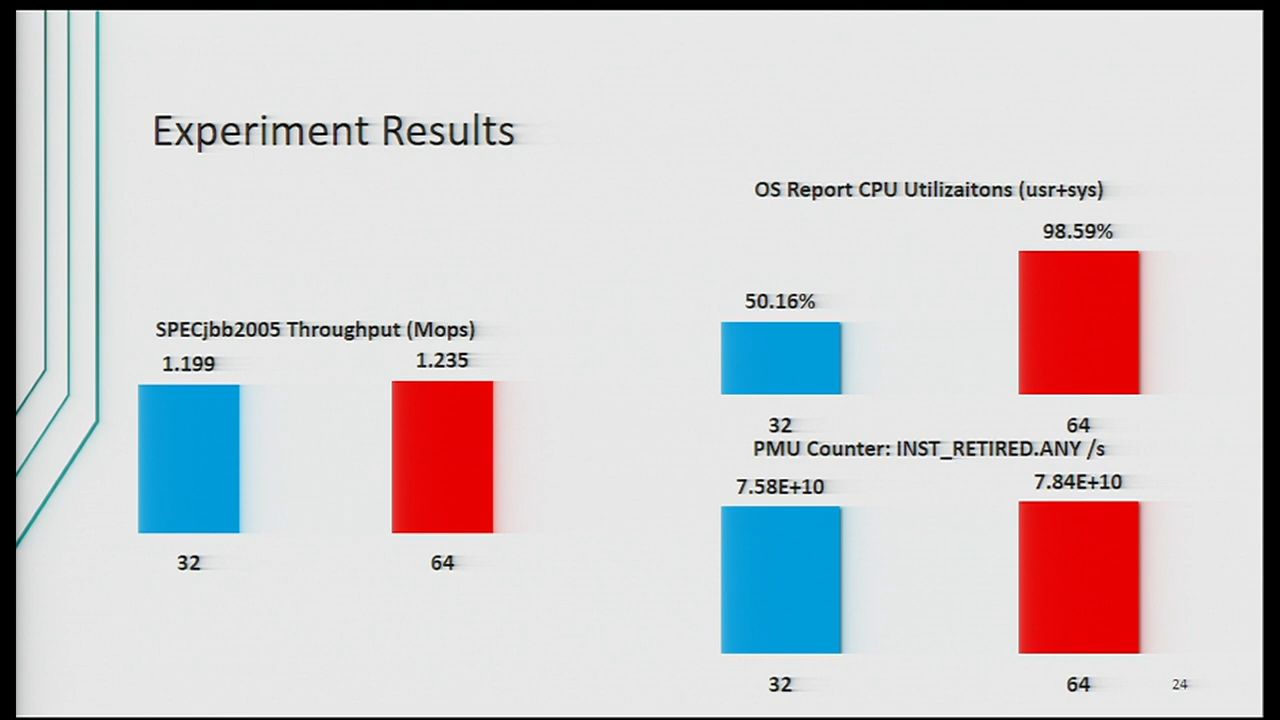 Experiment Results
SPECjbb2005 Throughput (Mops)
1.199
1.235
32
64
OS Report CPU Utilizaitons (usr+sys)
98.59%
50.16%
32
64
PMU Counter: INST_RETIRED.ANY /s
7.58E+10
7.84E+10
32
64
24